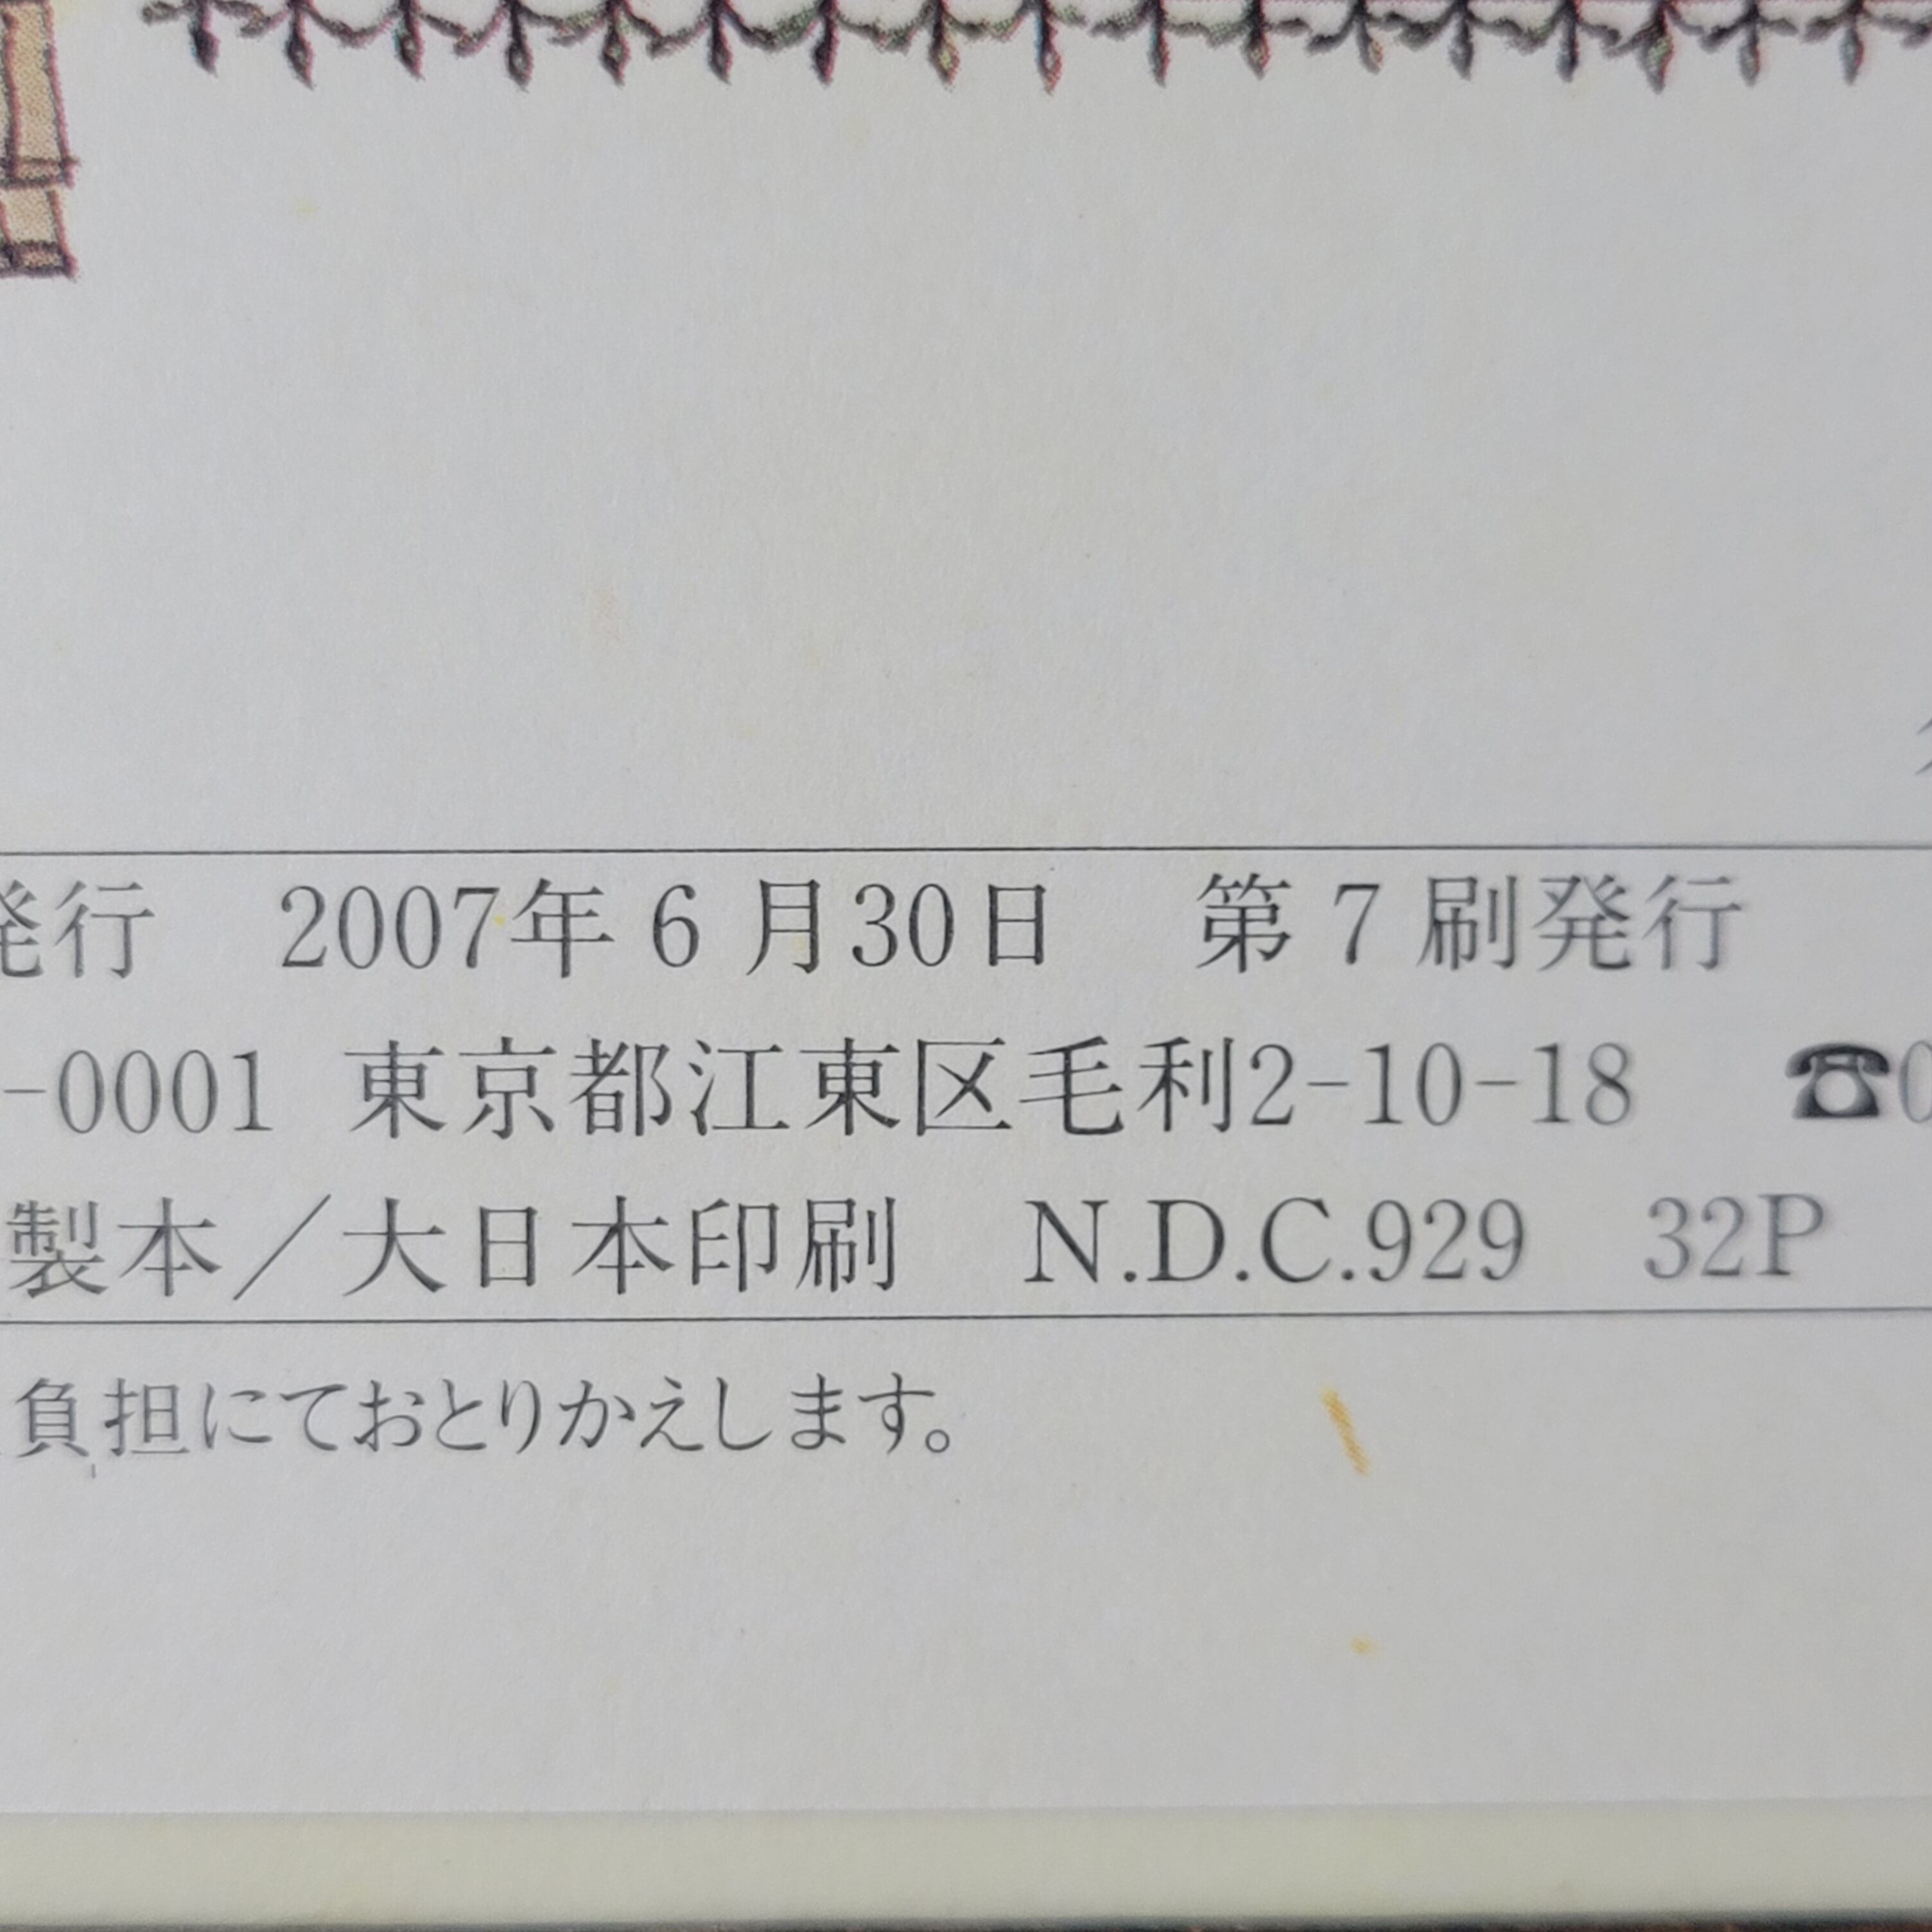 発行　2007年 6 月30日　第 7 刷発行
-0001 東京都江東区毛利2-10-18　☎0
製本／大日本印刷　N.D.C.929　32P
負担にておとりかえします。